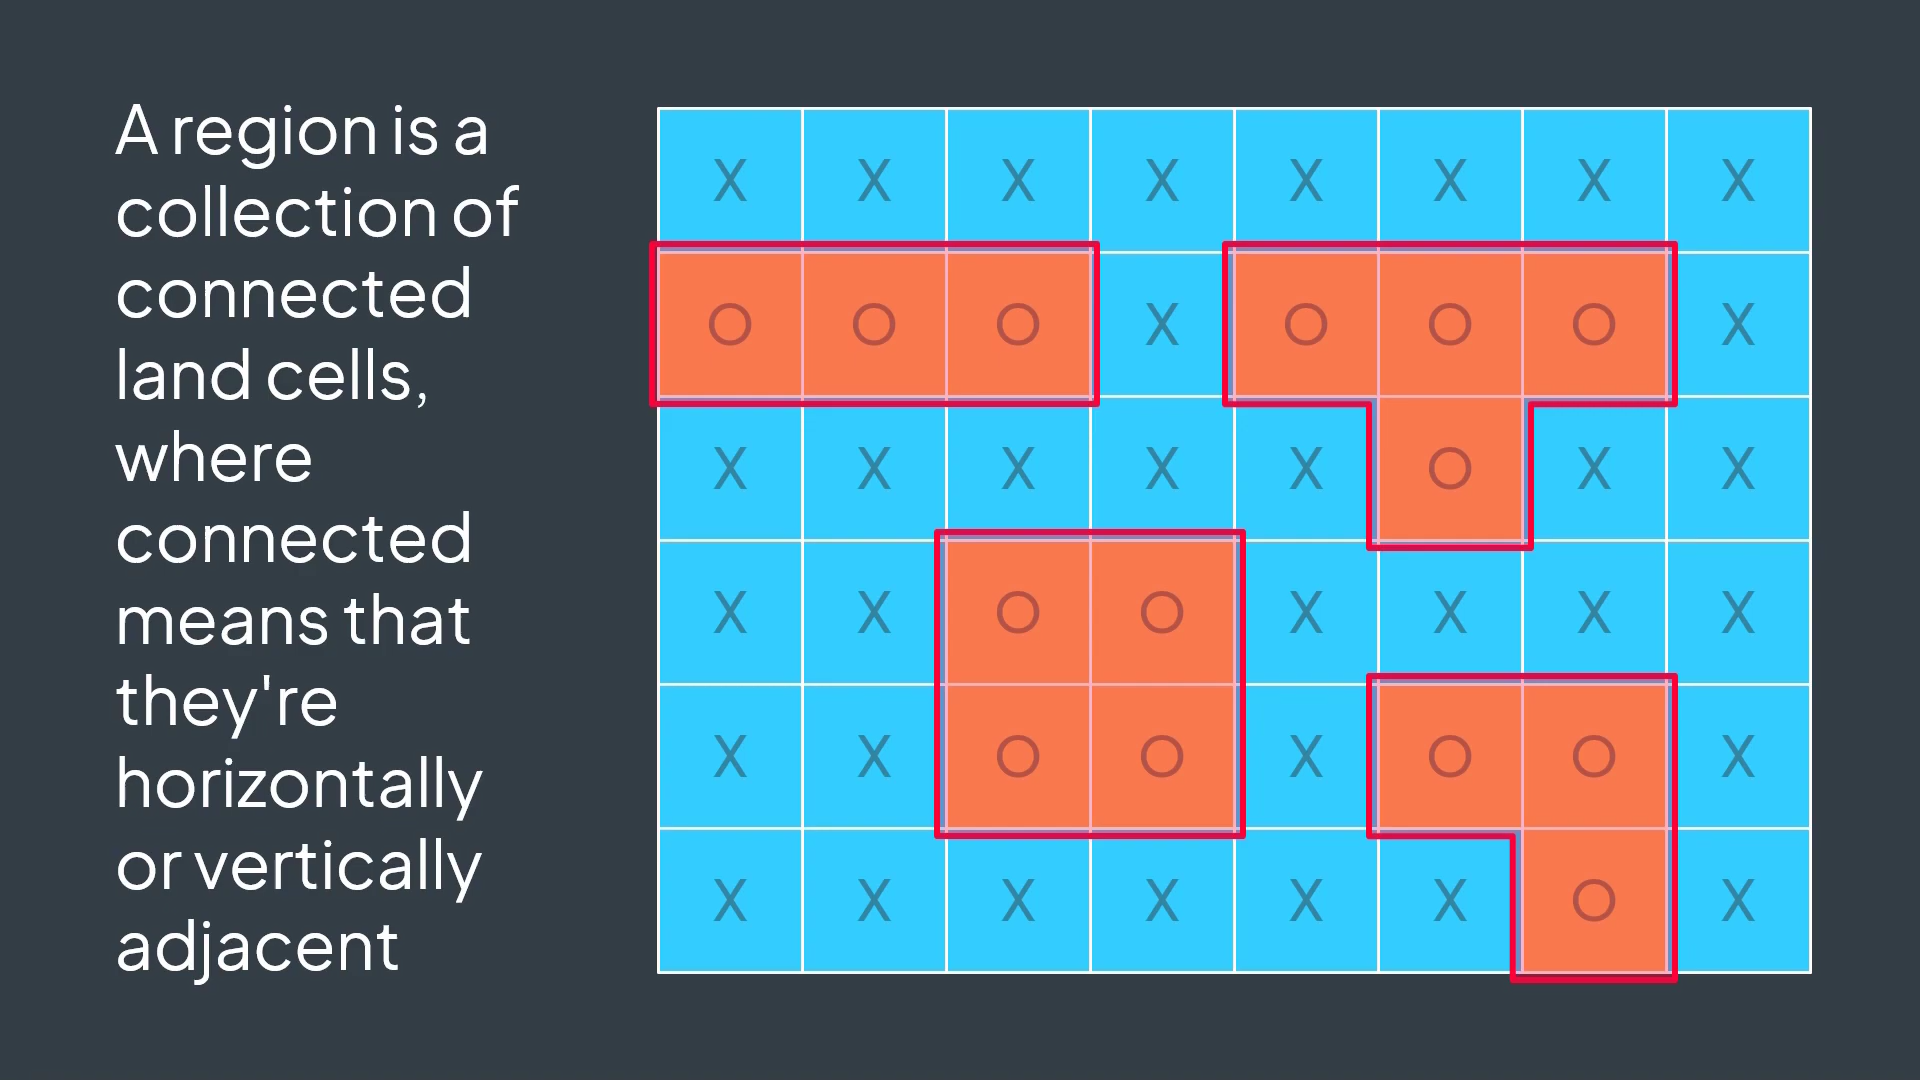 A region is a
collection of
connected
land cells,
where
connected
means that
they're
horizontally
or vertically
adjacent
X X X X X X X X
O O O X O O O X
X X X X X O X X
X X O O X X X X
X X O O X O O X
X X X X X X O X